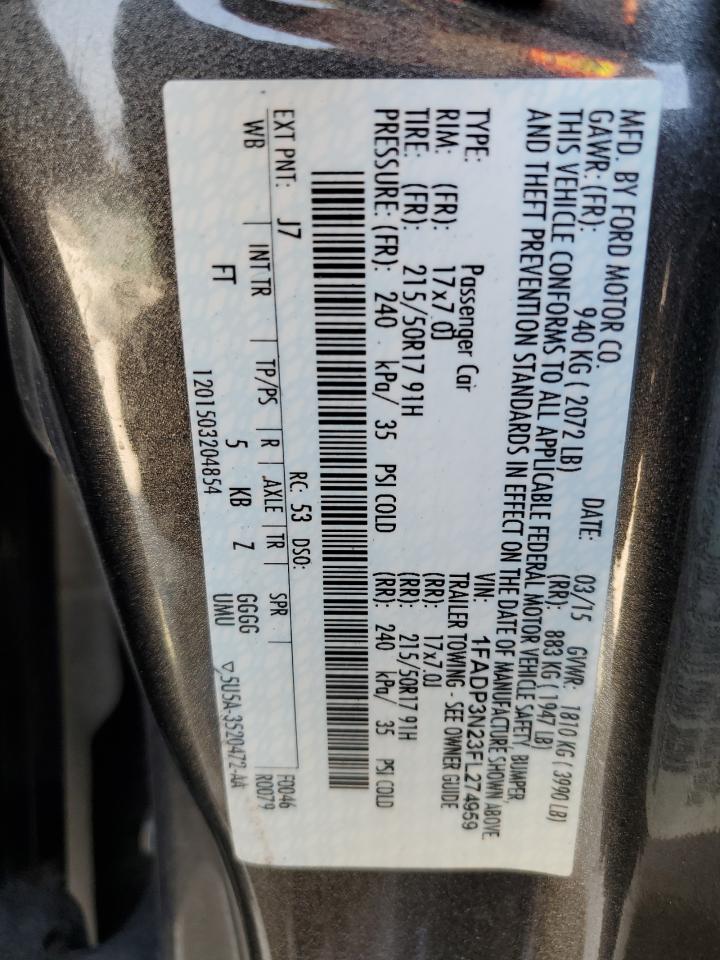 MFD. BY FORD MOTOR CO.
DATE: 03/15 GVWR: 1810 KG ( 3990 LB)
GAWR: (FR): 940 KG ( 2072 LB) (RR): 883 KG ( 1947 LB)
THIS VEHICLE CONFORMS TO ALL APPLICABLE FEDERAL MOTOR VEHICLE SAFETY, BUMPER,
AND THEFT PREVENTION STANDARDS IN EFFECT ON THE DATE OF MANUFACTURE SHOWN ABOVE.
VIN: 1FADP3N23FL274959
TYPE: Passenger Car TRAILER TOWING - SEE OWNER GUIDE
RIM: (FR): 17x7.0J (RR): 17x7.0J
TIRE: (FR): 215/50R17 91H (RR): 215/50R17 91H
PRESSURE: (FR): 240 kPa/ 35 PSI COLD (RR): 240 kPa/ 35 PSI COLD
RC: 53 DSO: F0046
EXT PNT: J7 R0079
WB | INT TR | TP/PS | R | AXLE | TR | SPR
FT 5 KB Z GGGG
UMU
1201503204854 ▽5U5A-3520472-AA